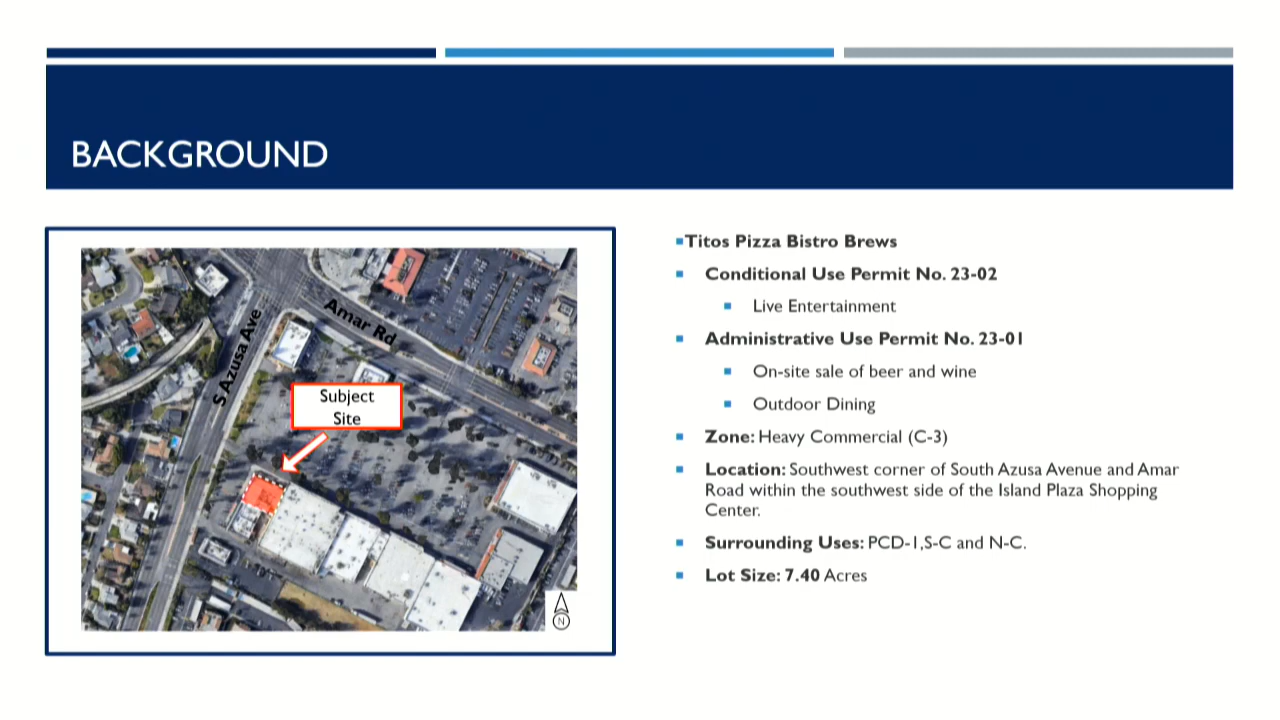 BACKGROUND
S Azusa Ave
Amar Rd
Subject
Site
N
Titos Pizza Bistro Brews
Conditional Use Permit No. 23-02
Live Entertainment
Administrative Use Permit No. 23-01
On-site sale of beer and wine
Outdoor Dining
Zone: Heavy Commercial (C-3)
Location: Southwest corner of South Azusa Avenue and Amar
Road within the southwest side of the Island Plaza Shopping
Center.
Surrounding Uses: PCD-1,S-C and N-C.
Lot Size: 7.40 Acres